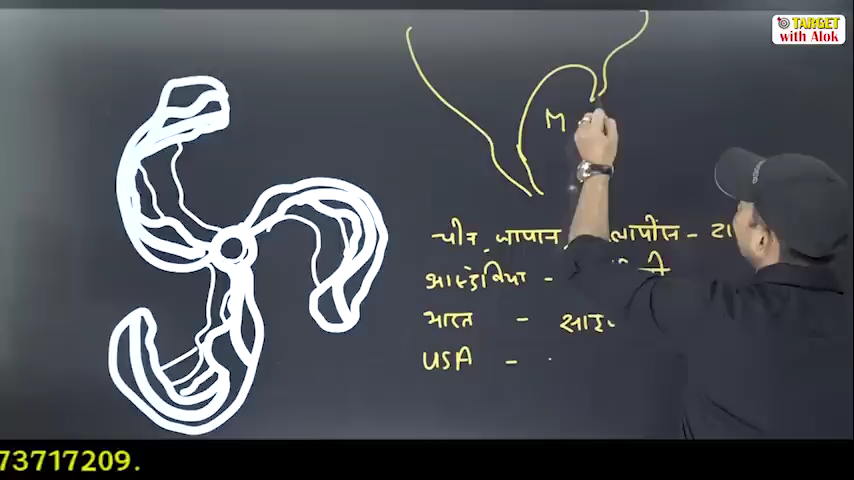 TARGET
with Alok
M
चीन, जापान,
आस्ट्रेलिया -
भारत -
USA -
73717209.